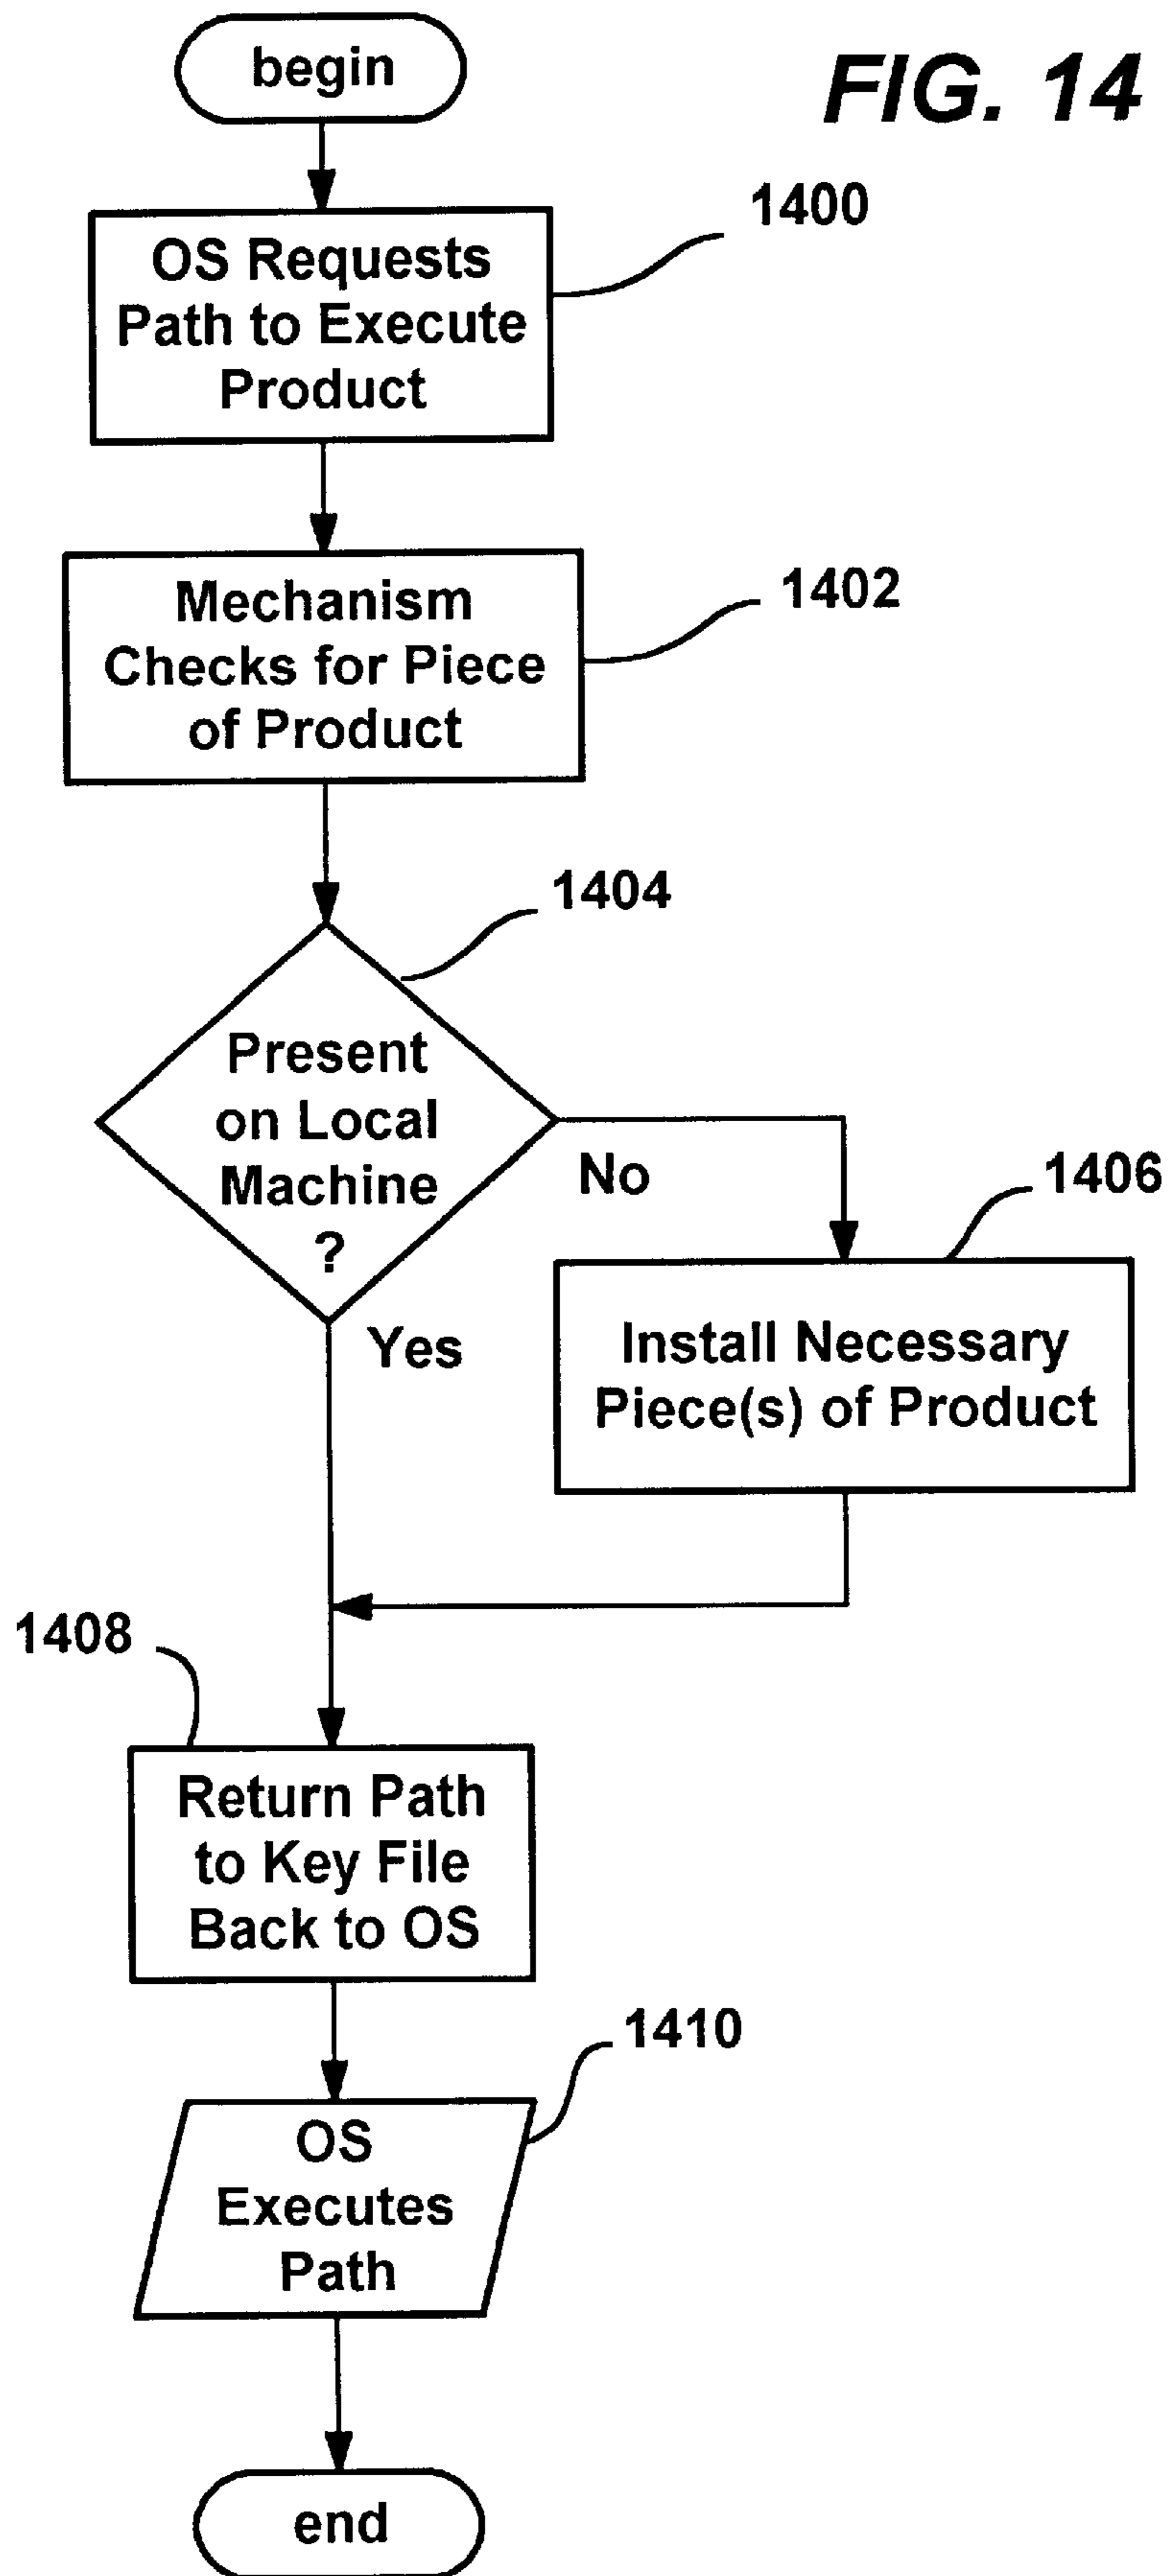 begin
FIG. 14
1400
OS Requests
Path to Execute
Product
1402
Mechanism
Checks for Piece
of Product
1404
Present
on Local
Machine
?
No
1406
Yes
Install Necessary
Piece(s) of Product
1408
Return Path
to Key File
Back to OS
1410
OS
Executes
Path
end